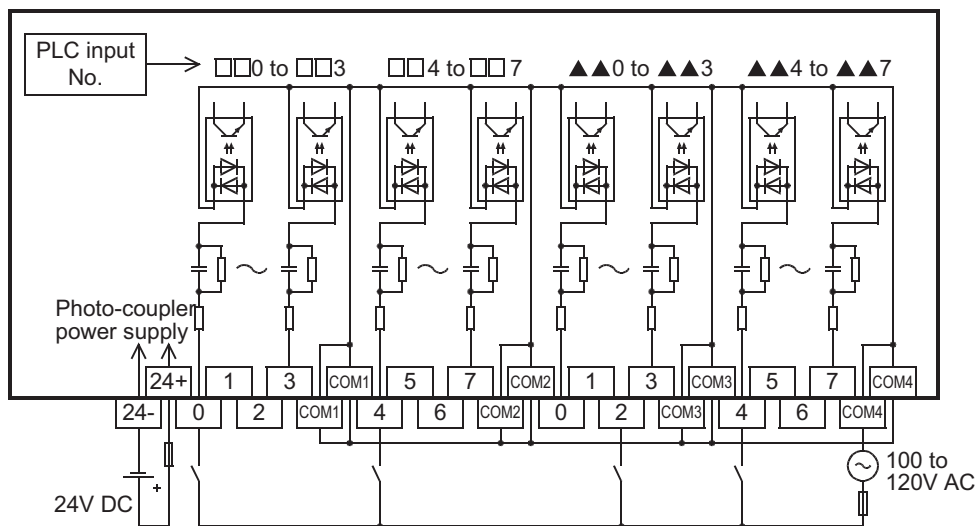 PLC input
No.
□□0 to □□3
□□4 to □□7
▲▲0 to ▲▲3
▲▲4 to ▲▲7
Photo-coupler
power supply
24+ 1 3 COM1 5 7 COM2 1 3 COM3 5 7 COM4
24- 0 2 COM1 4 6 COM2 0 2 COM3 4 6 COM4
24V DC
+
100 to
120V AC